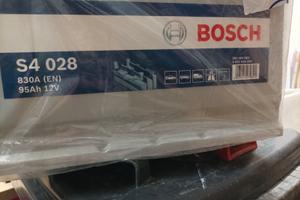 BOSCH
S4 028
830A (EN)
95Ah 12V